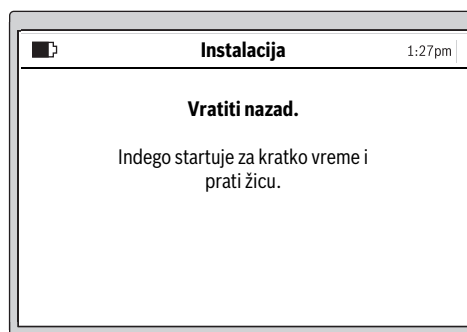 Instalacija 1:27pm
Vratiti nazad.
Indego startuje za kratko vreme i
prati žicu.